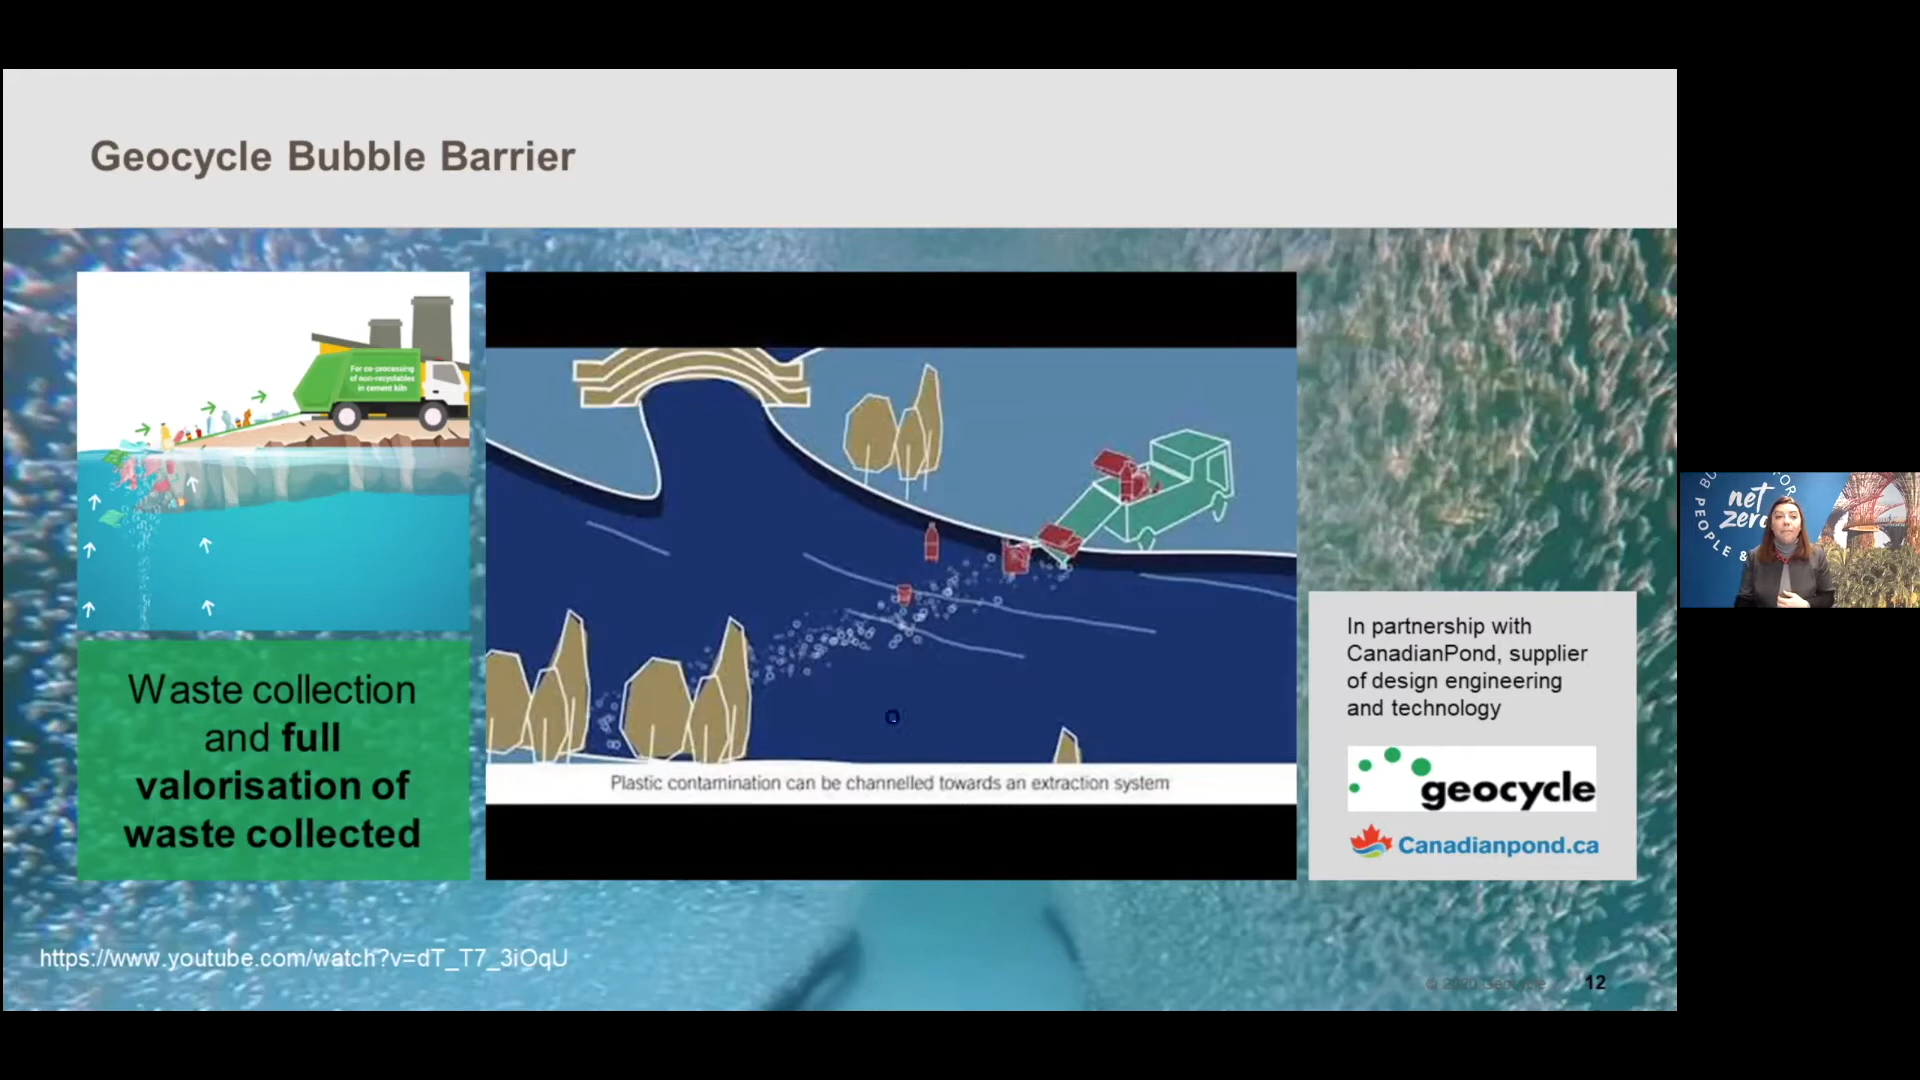 Geocycle Bubble Barrier
For co-processing
of non-recyclables
in cement kiln
Waste collection
and full
valorisation of
waste collected
Plastic contamination can be channelled towards an extraction system
In partnership with
CanadianPond, supplier
of design engineering
and technology
geocycle
Canadianpond.ca
net
zero
PEOPLE &
https://www.youtube.com/watch?v=dT_T7_3iOqU
© 2020 Geocycle
12